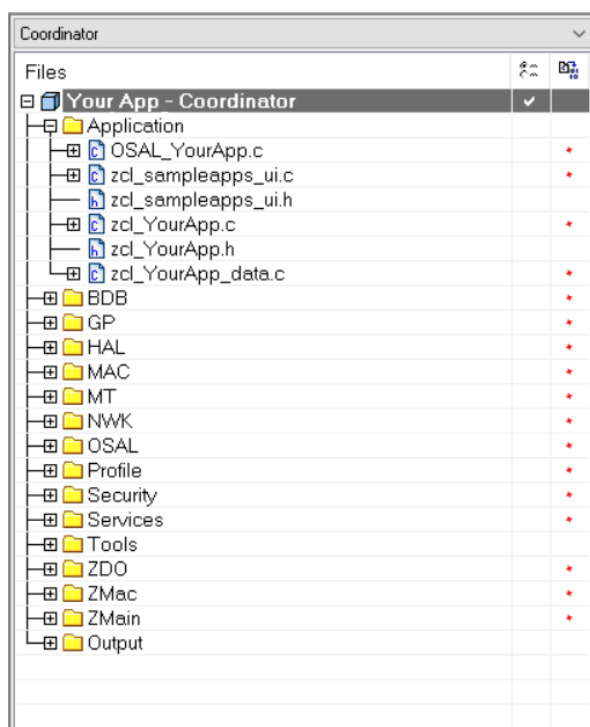 Coordinator
Files
Your App - Coordinator
Application
OSAL_YourApp.c
zcl_sampleapps_ui.c
zcl_sampleapps_ui.h
zcl_YourApp.c
zcl_YourApp.h
zcl_YourApp_data.c
BDB
GP
HAL
MAC
MT
NWK
OSAL
Profile
Security
Services
Tools
ZDO
ZMac
ZMain
Output